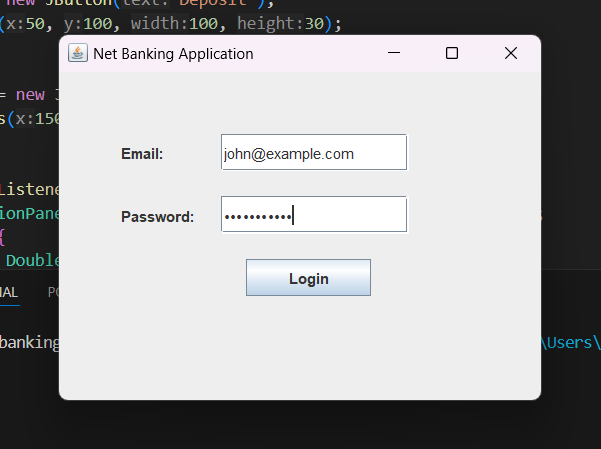 new JButton(text: "Deposit");
(x:50, y:100, width:100, height:30);
Net Banking Application
= new J
s(x:150
Email:
john@example.com
Listene
ionPane
Password:
•••••••••••
{
Double
Login
NAL
PO
banking
\Users\